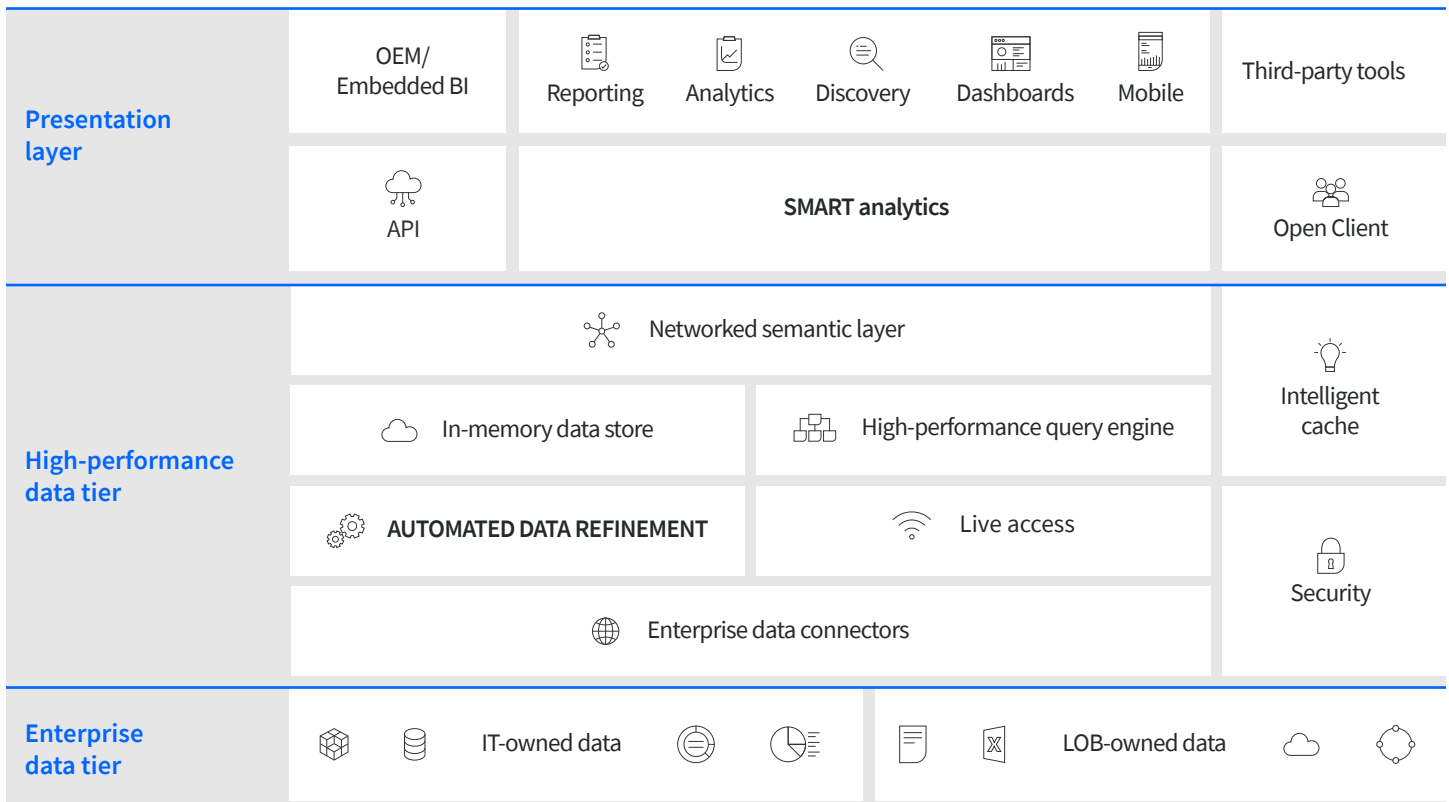 Presentation
layer
OEM/
Embedded BI
Reporting
Analytics
Discovery
Dashboards
Mobile
Third-party tools
API
SMART analytics
Open Client
High-performance
data tier
Networked semantic layer
Intelligent
cache
In-memory data store
High-performance query engine
AUTOMATED DATA REFINEMENT
Live access
Security
Enterprise data connectors
Enterprise
data tier
IT-owned data
X
LOB-owned data